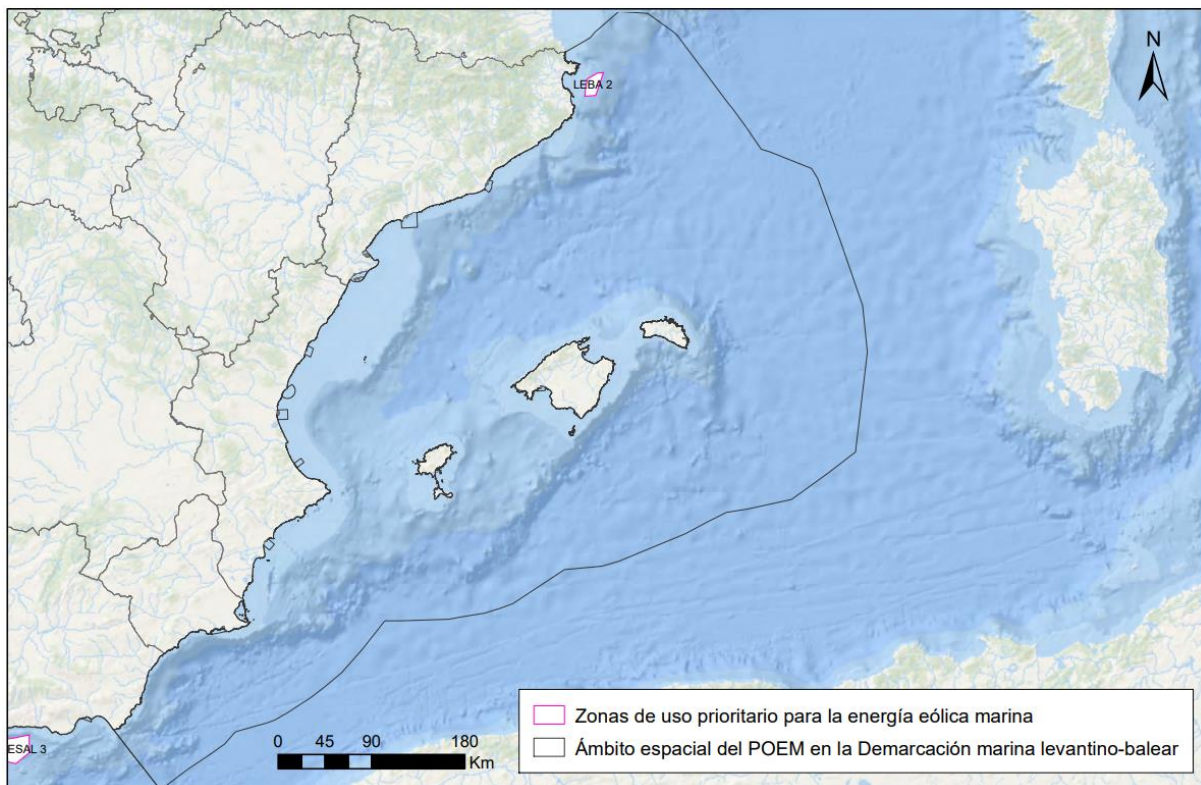 N
LEBA 2
ESAL 3
0 45 90 180
Km
Zonas de uso prioritario para la energía eólica marina
Ámbito espacial del POEM en la Demarcación marina levantino-balear